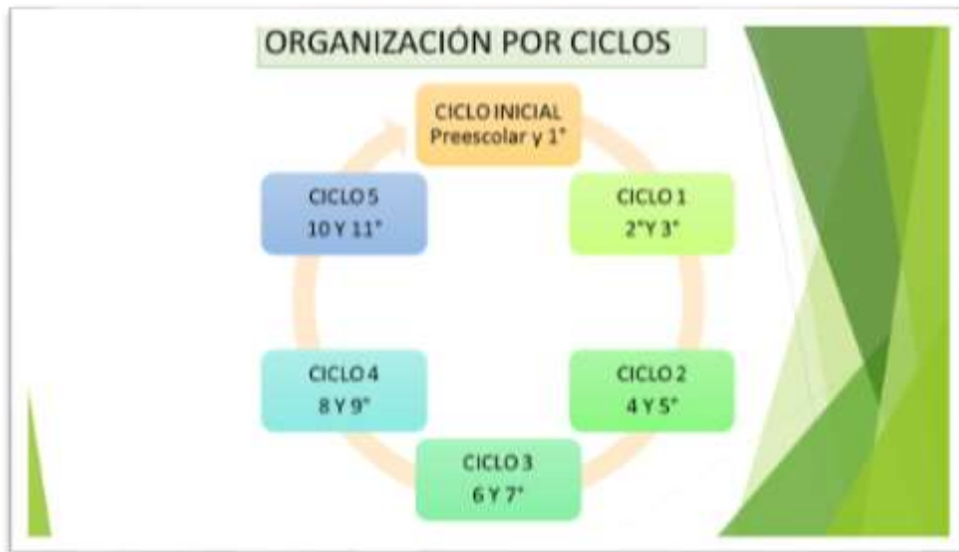 ORGANIZACIÓN POR CICLOS
CICLO INICIAL
Preescolar y 1°
CICLO 1
2°Y 3°
CICLO 2
4 Y 5°
CICLO 3
6 Y 7°
CICLO 4
8 Y 9°
CICLO 5
10 Y 11°